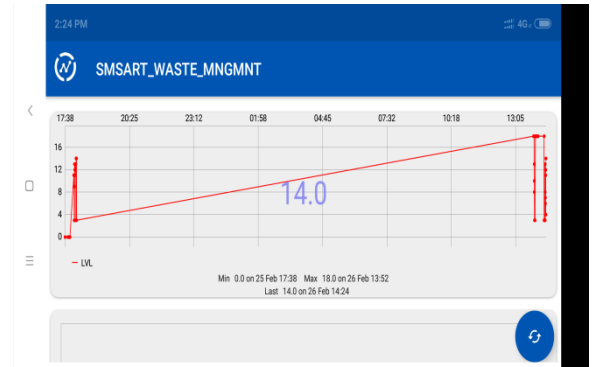 2:24 PM 4G
SMSART_WASTE_MNGMNT
17:38 20:25 23:12 01:58 04:45 07:32 10:18 13:05
16
12
8
14.0
4
0
LVL
Min 0.0 on 25 Feb 17:38 Max 18.0 on 26 Feb 13:52
Last 14.0 on 26 Feb 14:24